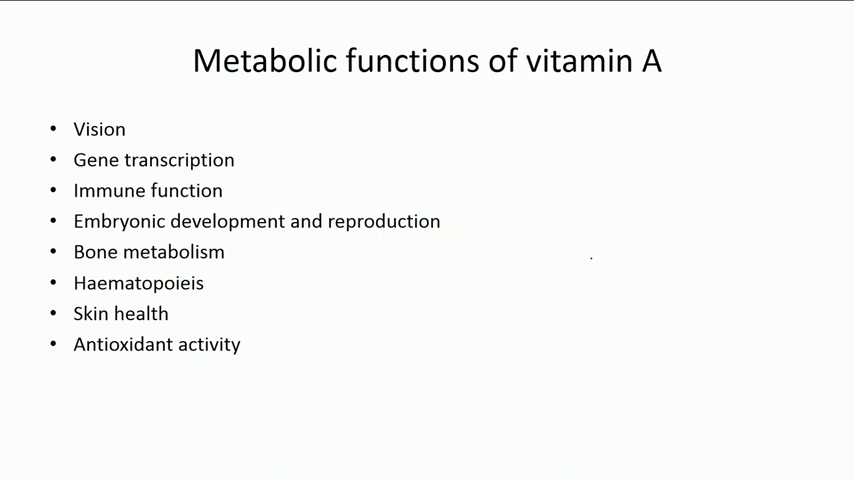 Metabolic functions of vitamin A
• Vision
• Gene transcription
• Immune function
• Embryonic development and reproduction
• Bone metabolism
• Haematopoieis
• Skin health
• Antioxidant activity